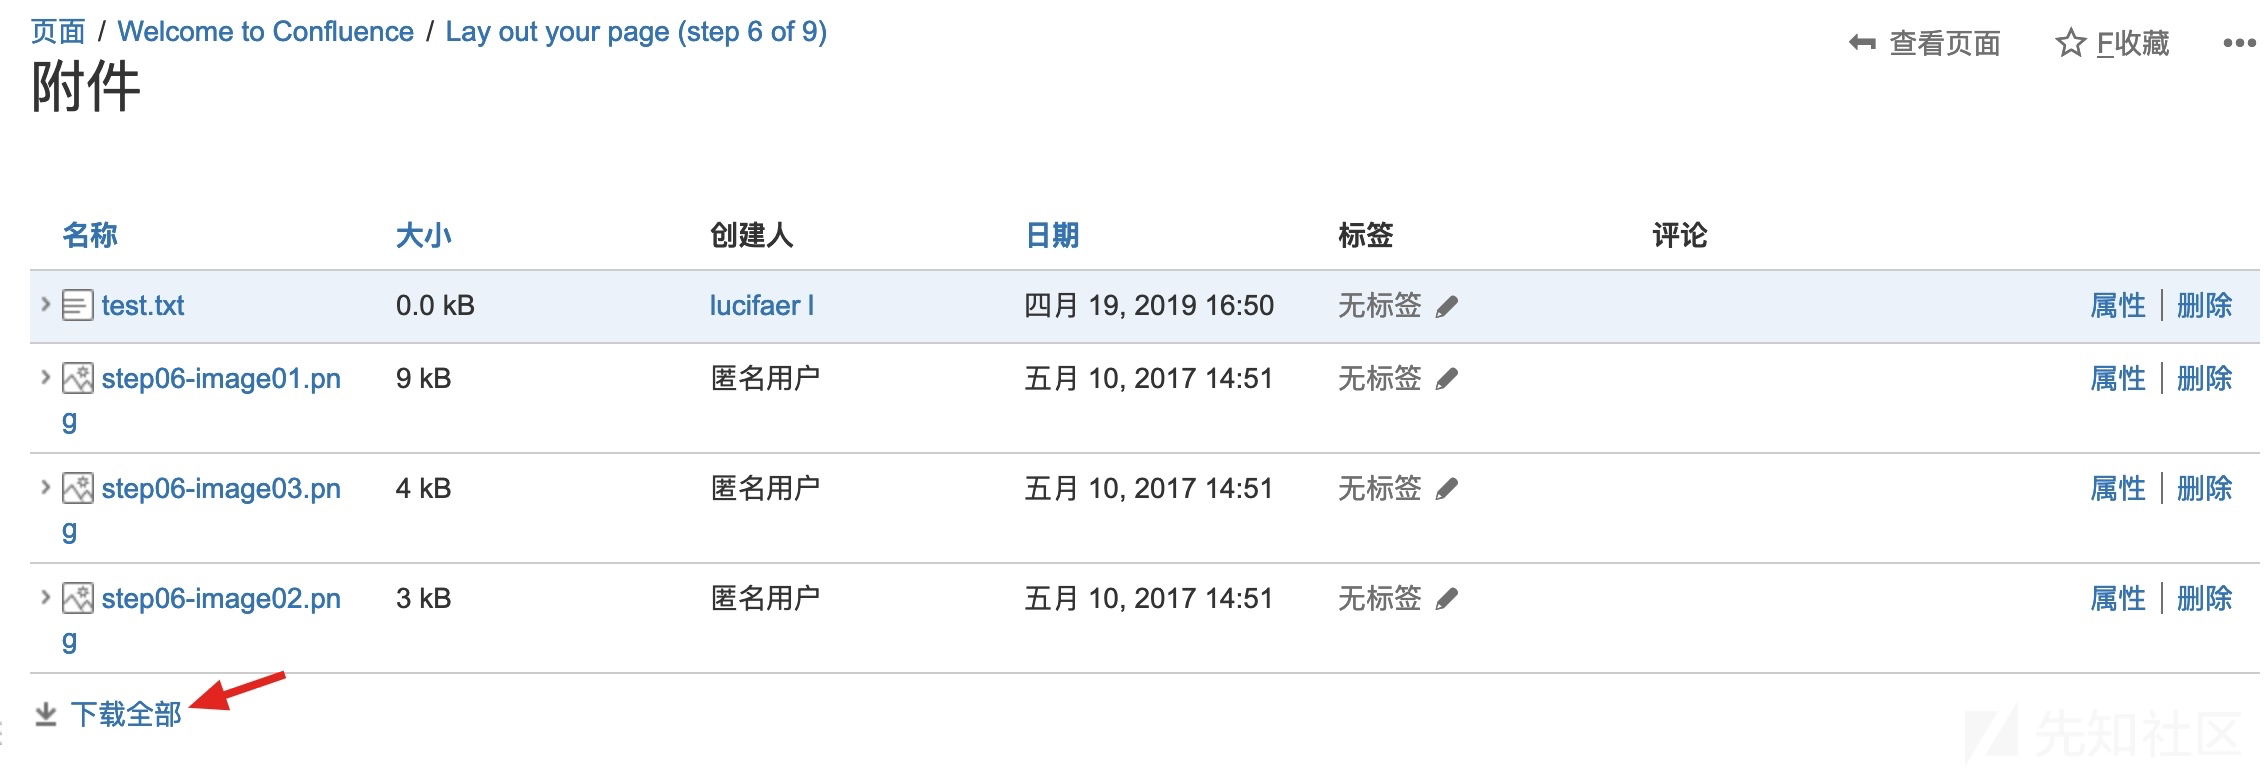 页面 / Welcome to Confluence / Lay out your page (step 6 of 9)
查看页面 F收藏
附件
名称 大小 创建人 日期 标签 评论
test.txt 0.0 kB lucifaer l 四月 19, 2019 16:50 无标签 属性 | 删除
step06-image01.pn 9 kB 匿名用户 五月 10, 2017 14:51 无标签 属性 | 删除
g
step06-image03.pn 4 kB 匿名用户 五月 10, 2017 14:51 无标签 属性 | 删除
g
step06-image02.pn 3 kB 匿名用户 五月 10, 2017 14:51 无标签 属性 | 删除
g
下载全部
先知社区